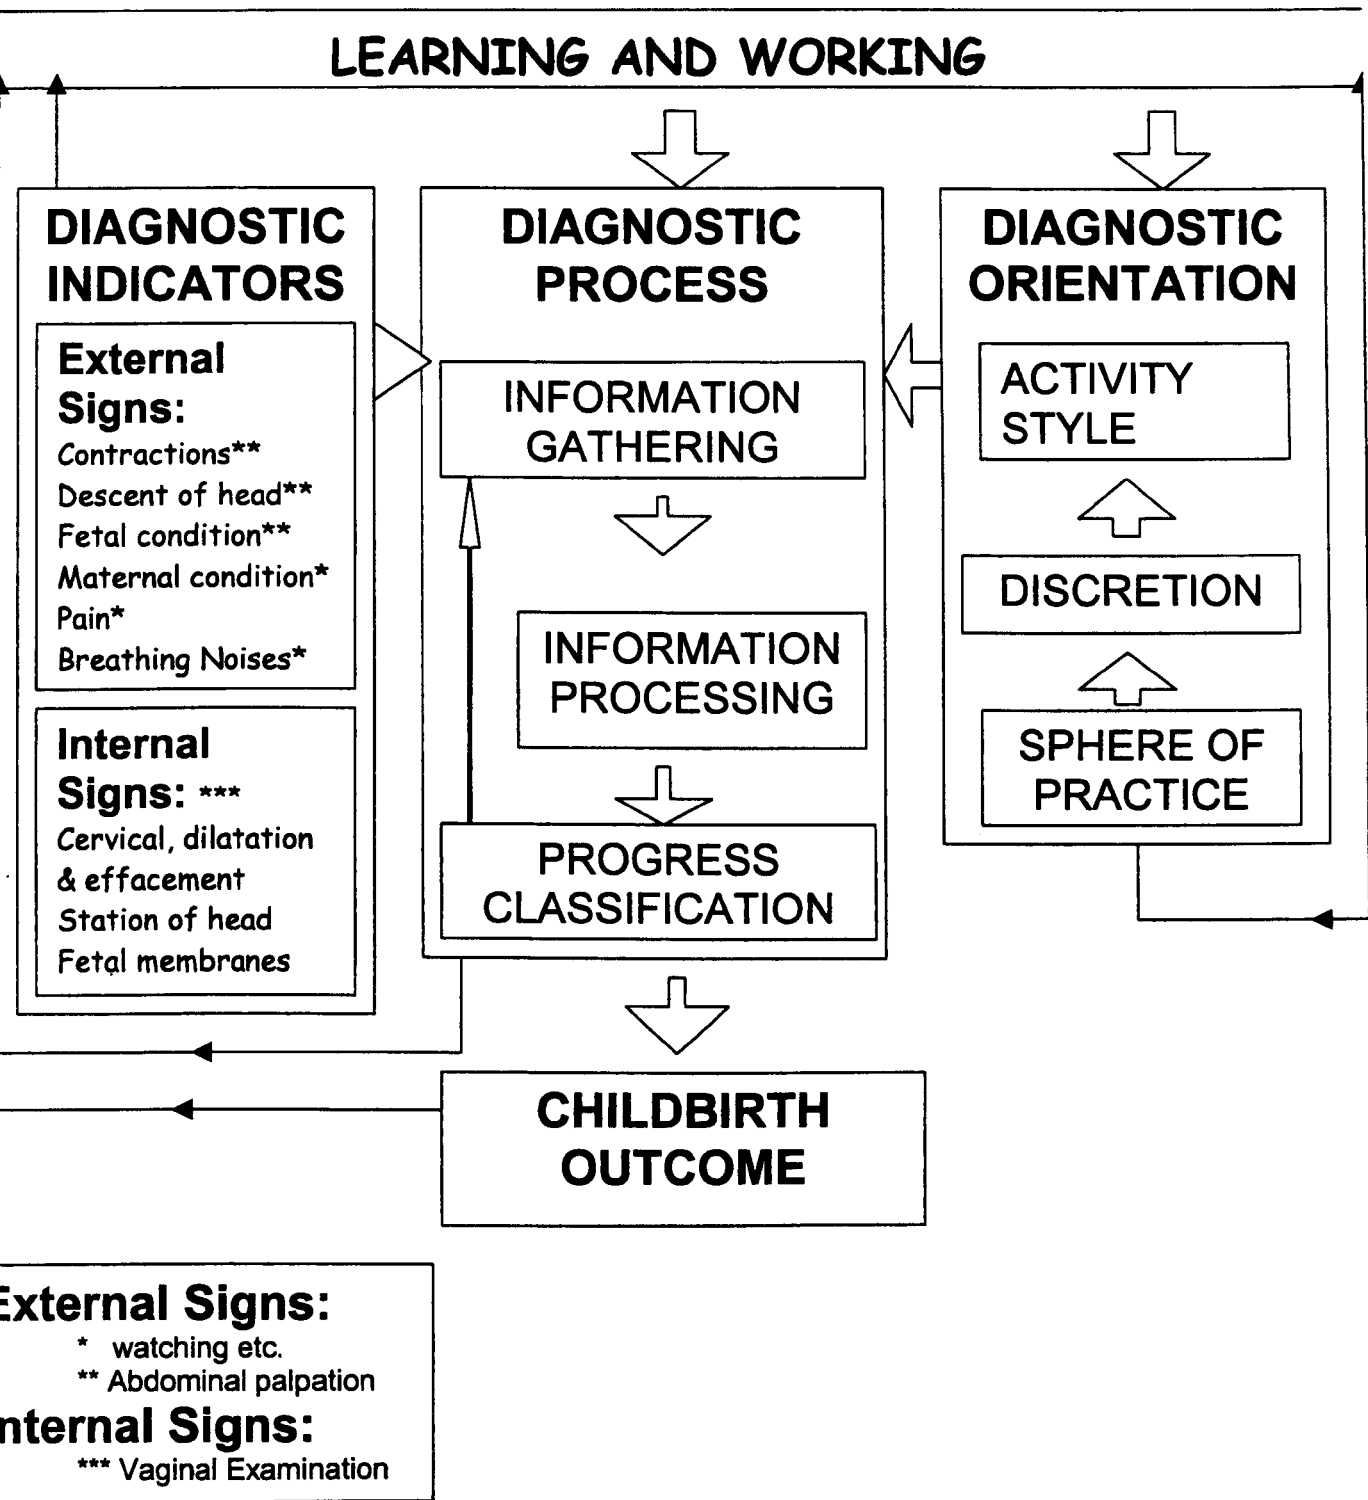 LEARNING AND WORKING
DIAGNOSTIC
INDICATORS
External
Signs:
Contractions**
Descent of head**
Fetal condition**
Maternal condition*
Pain*
Breathing Noises*
Internal
Signs: ***
Cervical, dilatation
& effacement
Station of head
Fetal membranes
DIAGNOSTIC
PROCESS
INFORMATION
GATHERING
INFORMATION
PROCESSING
PROGRESS
CLASSIFICATION
DIAGNOSTIC
ORIENTATION
ACTIVITY
STYLE
DISCRETION
SPHERE OF
PRACTICE
CHILDBIRTH
OUTCOME
External Signs:
* watching etc.
** Abdominal palpation
Internal Signs:
*** Vaginal Examination